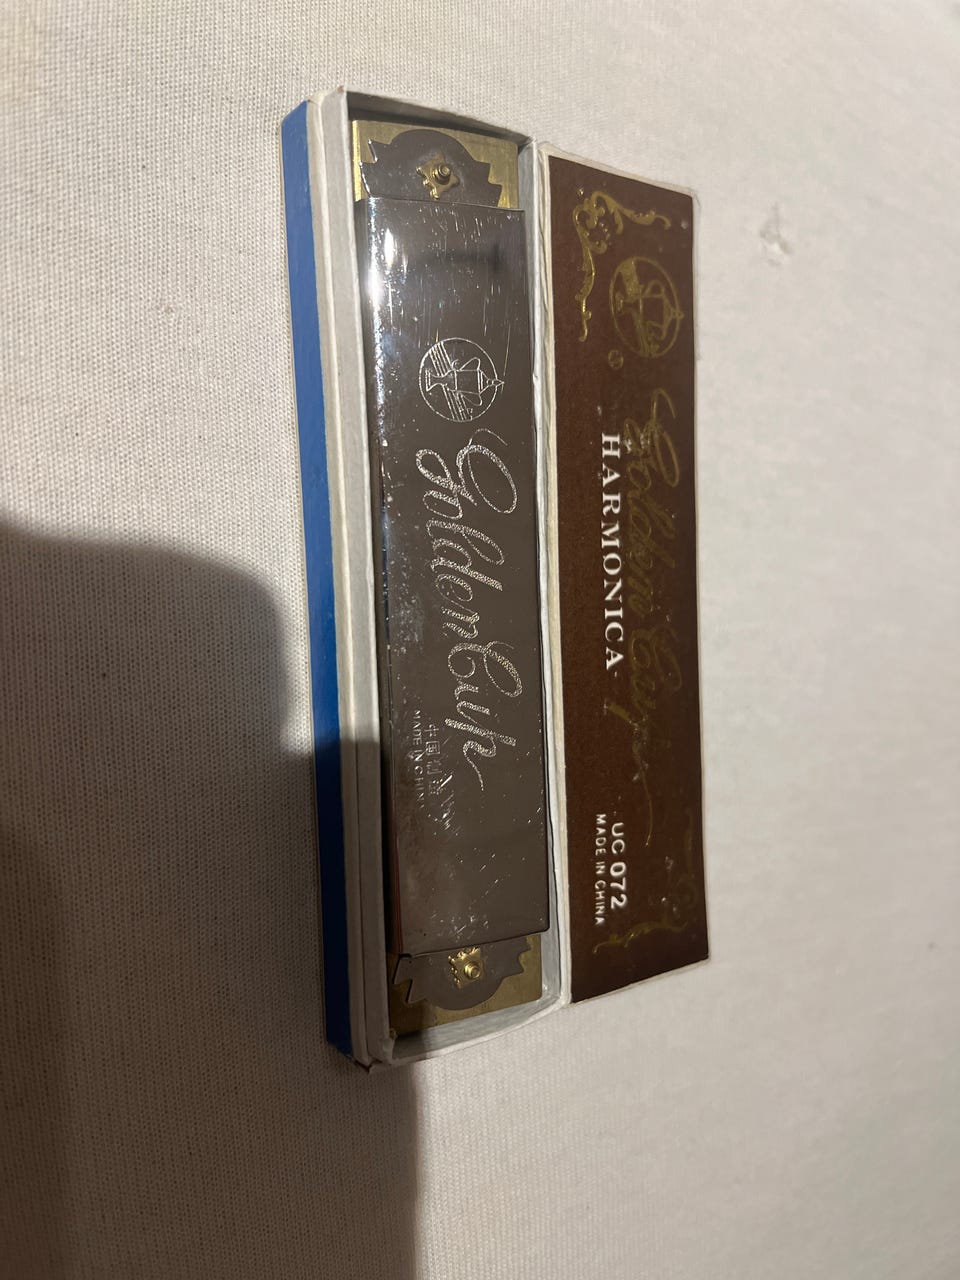 Golden Cup
中国制造
MADE IN CHINA
Golden Cup
HARMONICA
UC 072
MADE IN CHINA